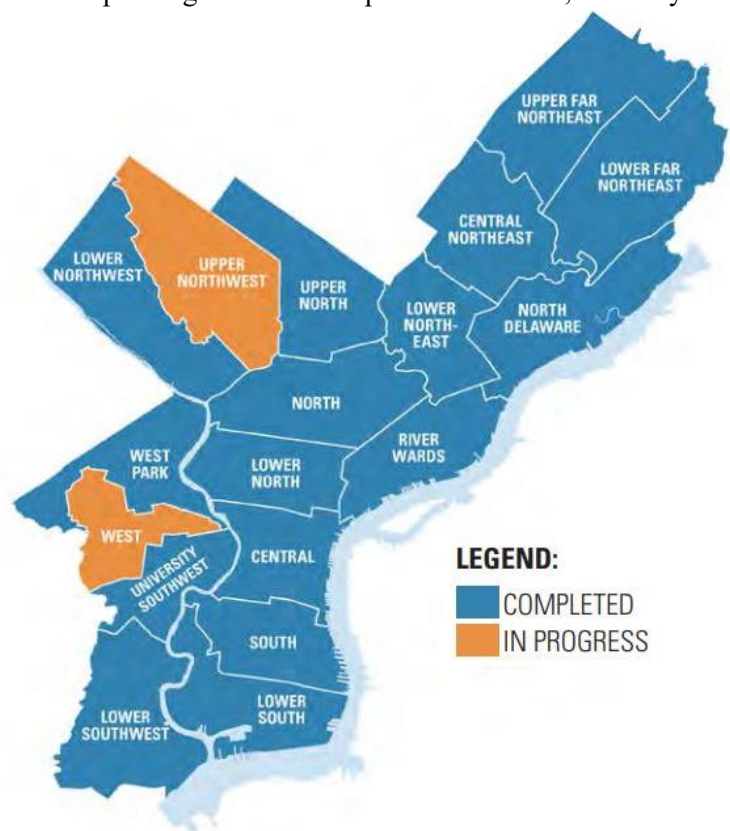 UPPER FAR
NORTHEAST
LOWER FAR
NORTHEAST
CENTRAL
NORTHEAST
LOWER
NORTHWEST
UPPER
NORTHWEST
UPPER
NORTH
LOWER
NORTH-
EAST
NORTH
DELAWARE
NORTH
RIVER
WARDS
WEST
PARK
LOWER
NORTH
WEST
UNIVERSITY
SOUTHWEST
CENTRAL
SOUTH
LOWER
SOUTH
LOWER
SOUTHWEST
LEGEND:
COMPLETED
IN PROGRESS